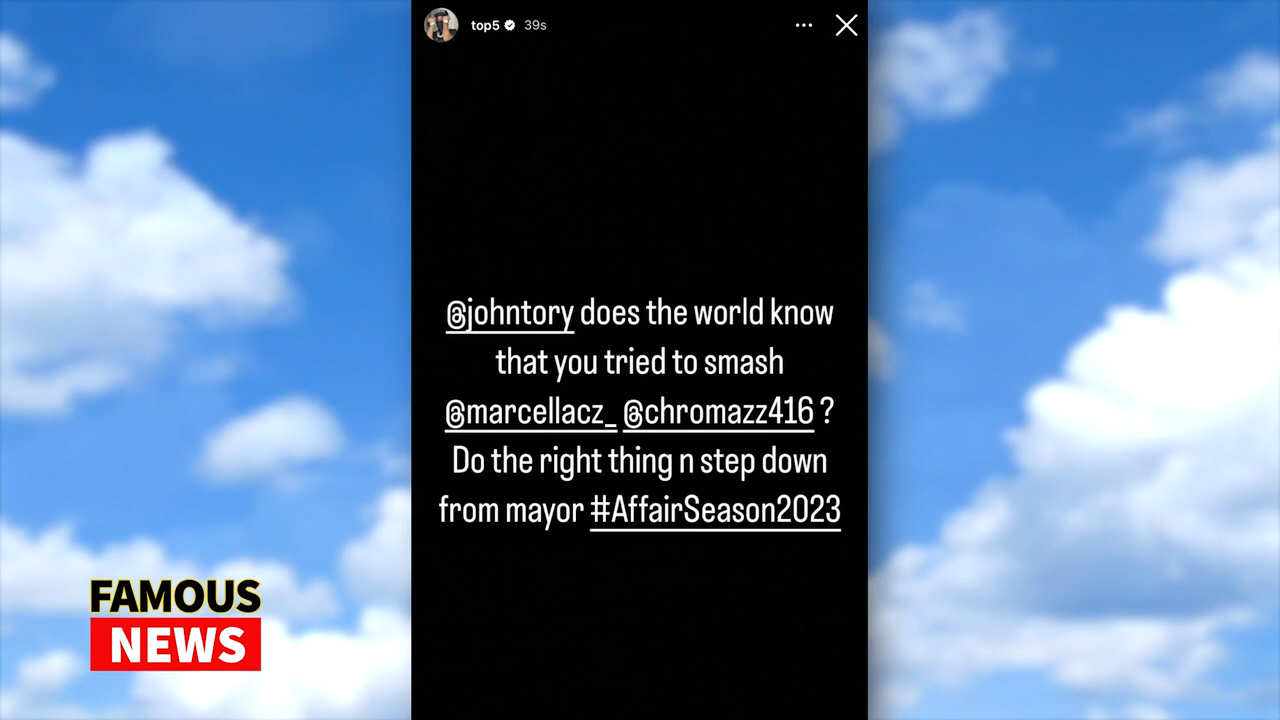 top5 39s
@johntory does the world know
that you tried to smash
@marcellacz_ @chromazz416 ?
Do the right thing n step down
from mayor #AffairSeason2023
FAMOUS
NEWS